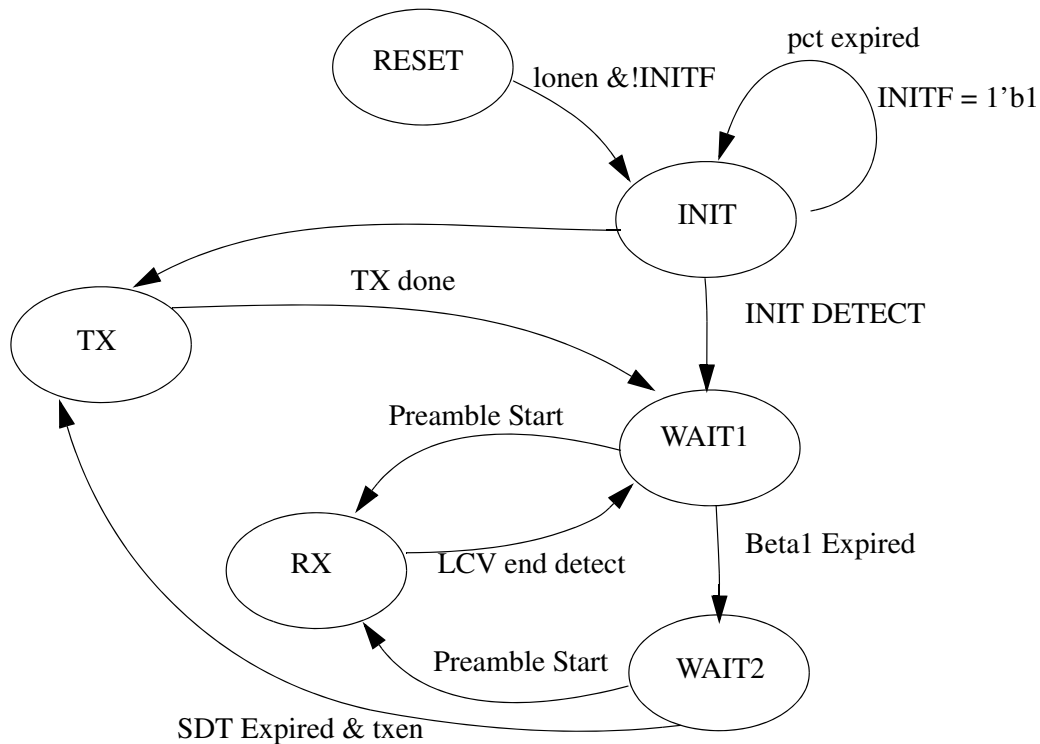 pct expired
RESET
lonen &!INITF
INITF = 1’b1
INIT
TX done
INIT DETECT
TX
Preamble Start
WAIT1
Beta1 Expired
RX
LCV end detect
Preamble Start
WAIT2
SDT Expired & txen